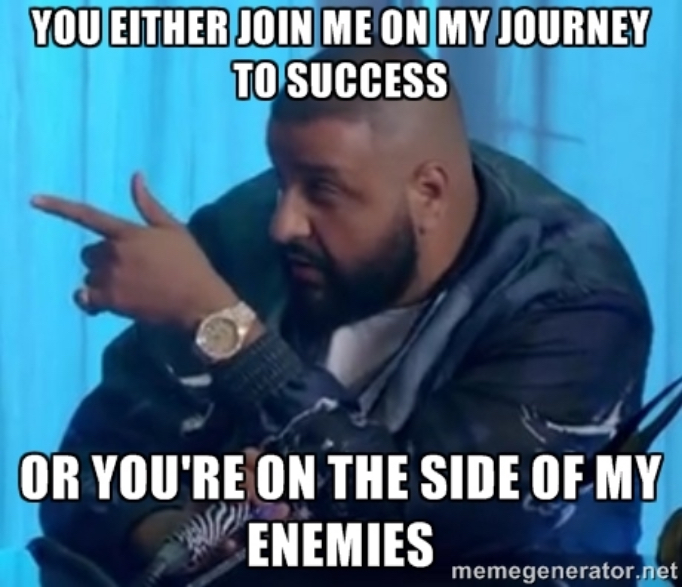 YOU EITHER JOIN ME ON MY JOURNEY
TO SUCCESS
OR YOU'RE ON THE SIDE OF MY
ENEMIES
memegenerator.net